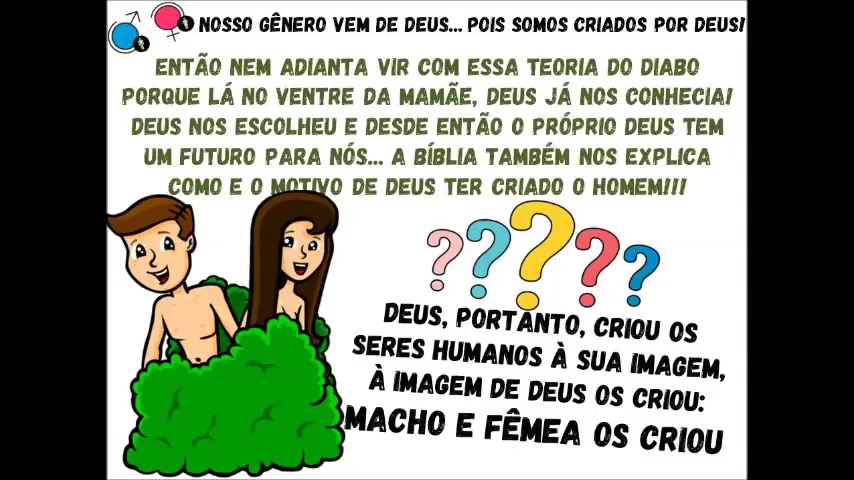 NOSSO GÊNERO VEM DE DEUS... POIS SOMOS CRIADOS POR DEUS!
ENTÃO NEM ADIANTA VIR COM ESSA TEORIA DO DIABO
PORQUE LÁ NO VENTRE DA MAMÃE, DEUS JÁ NOS CONHECIA!
DEUS NOS ESCOLHEU E DESDE ENTÃO O PRÓPRIO DEUS TEM
UM FUTURO PARA NÓS... A BÍBLIA TAMBÉM NOS EXPLICA
COMO E O MOTIVO DE DEUS TER CRIADO O HOMEM!!!
?????
DEUS, PORTANTO, CRIOU OS
SERES HUMANOS À SUA IMAGEM,
À IMAGEM DE DEUS OS CRIOU:
MACHO E FÊMEA OS CRIOU